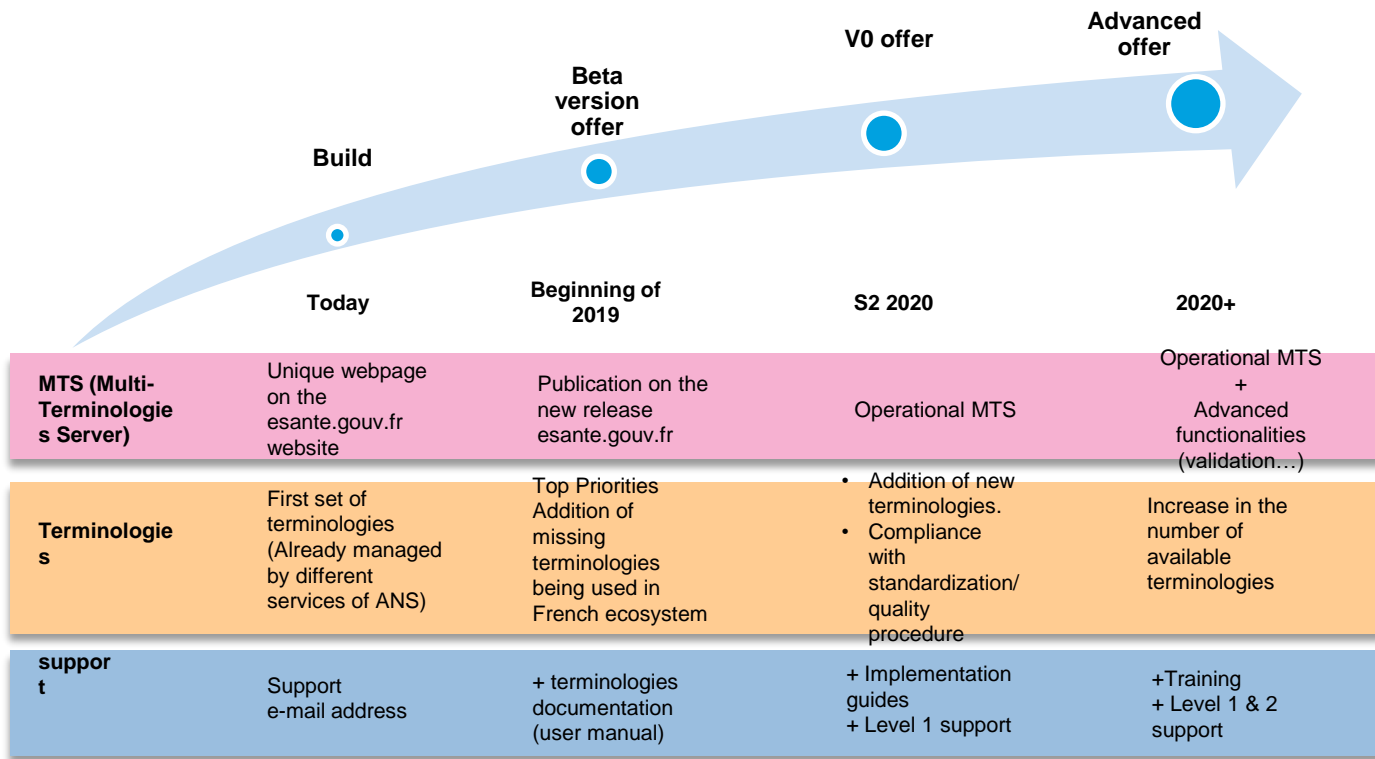 Build
Beta
version
offer
V0 offer
Advanced
offer
Today
Beginning of
2019
S2 2020
2020+
MTS (Multi-
Terminologie
s Server)
Unique webpage
on the
esante.gouv.fr
website
Publication on the
new release
esante.gouv.fr
Operational MTS
Operational MTS
+
Advanced
functionalities
(validation…)
Terminologie
s
First set of
terminologies
(Already managed
by different
services of ANS)
Top Priorities
Addition of
missing
terminologies
being used in
French ecosystem
• Addition of new
terminologies.
• Compliance
with
standardization/
quality
procedure
Increase in the
number of
available
terminologies
suppor
t
Support
e-mail address
+ terminologies
documentation
(user manual)
+ Implementation
guides
+ Level 1 support
+Training
+ Level 1 & 2
support